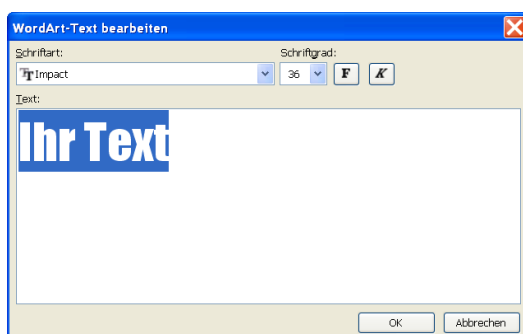 WordArt-Text bearbeiten
Schriftart: Schriftgrad:
Impact 36 F K
Text:
Ihr Text
OK Abbrechen